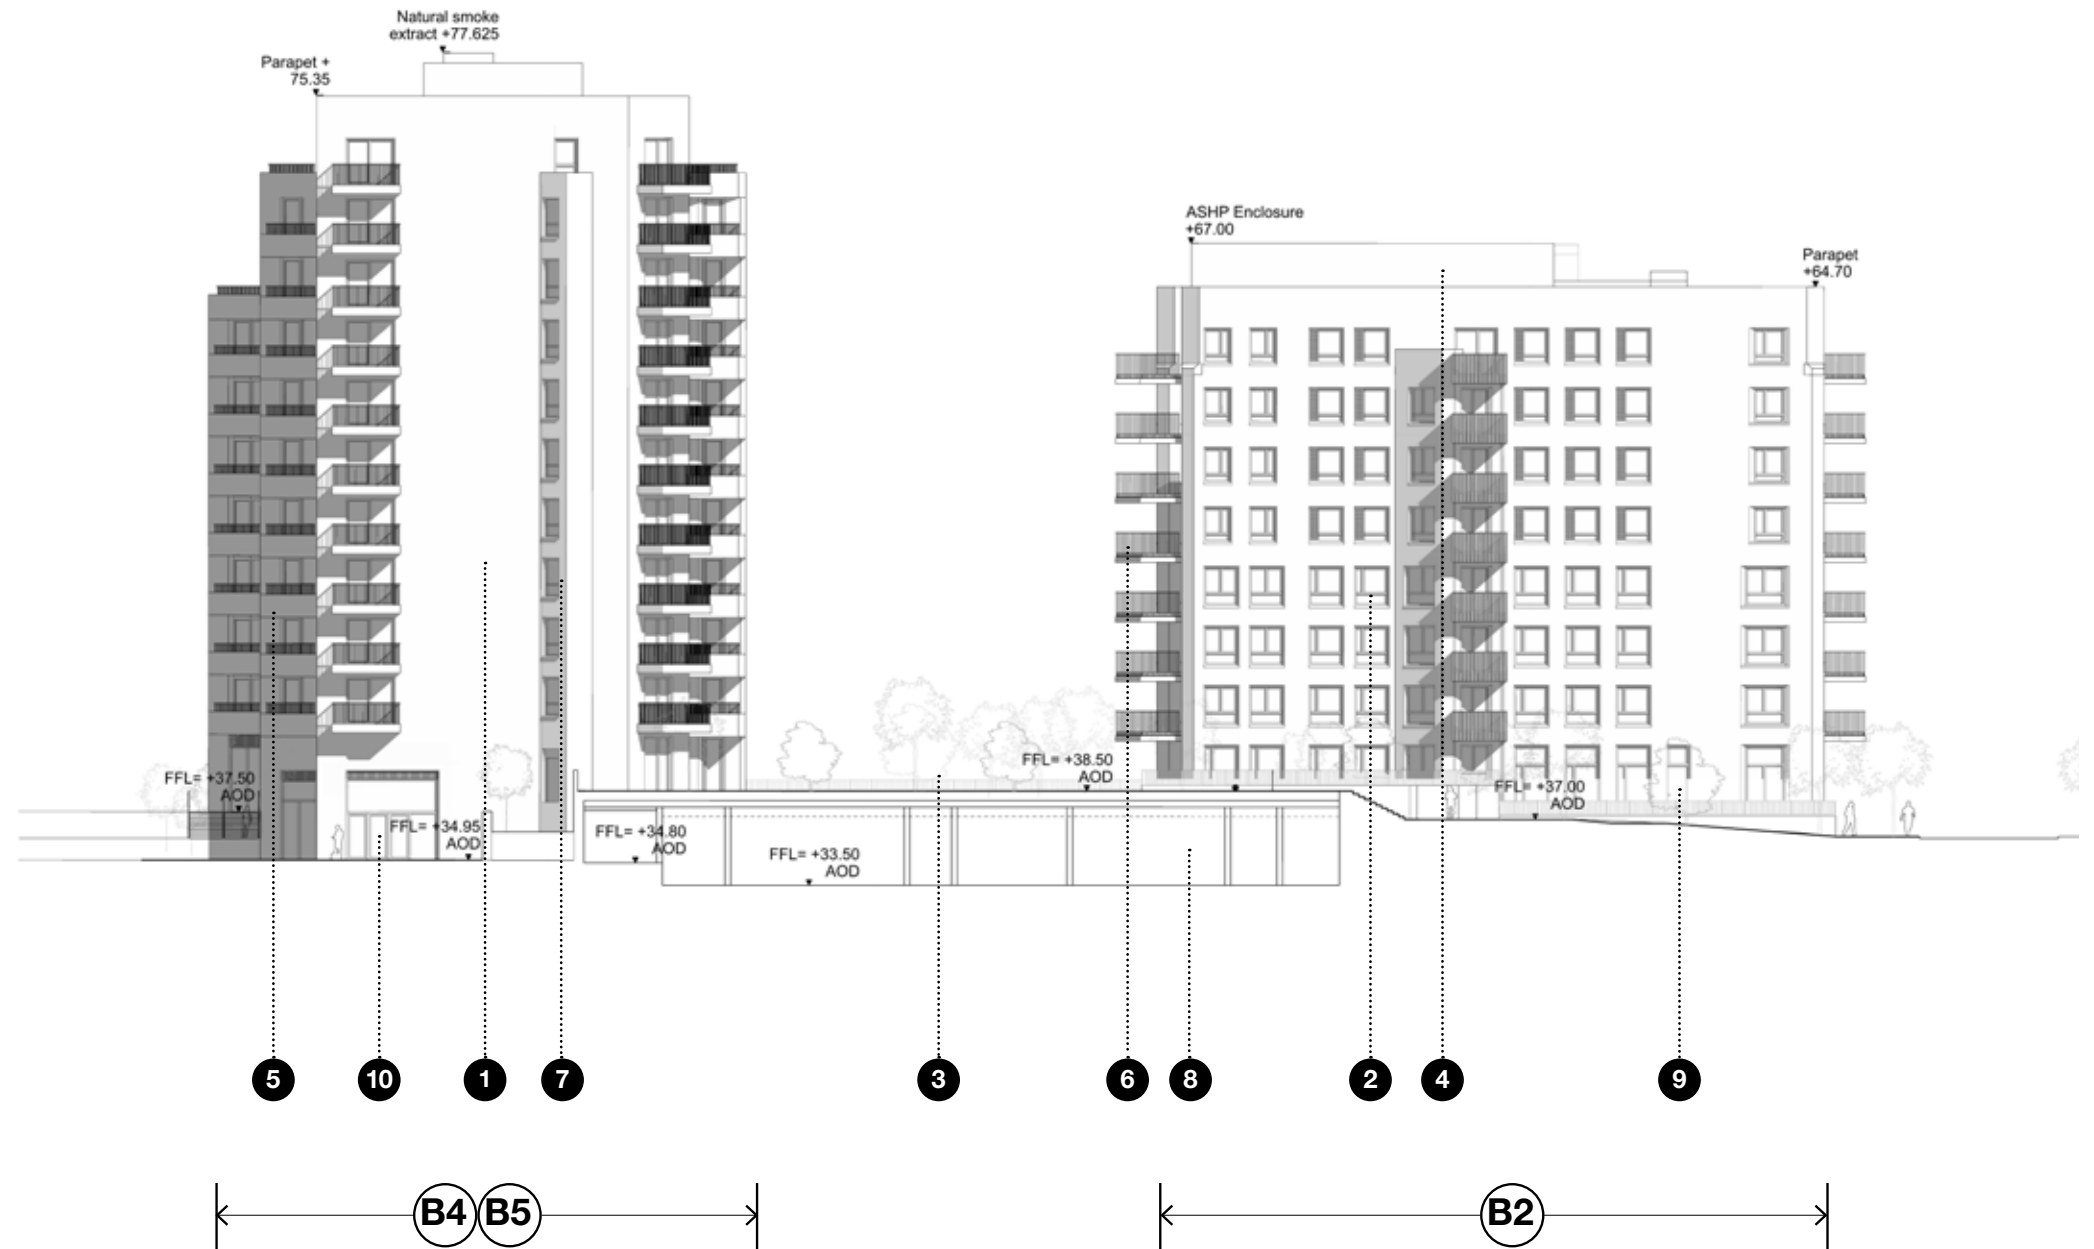 Natural smoke
extract +77.625
Parapet +
75.35
ASHP Enclosure
+67.00
Parapet
+64.70
FFL= +37.50
AOD
FFL= +34.95
AOD
FFL= +34.80
AOD
FFL= +33.50
AOD
FFL= +38.50
AOD
FFL= +37.00
AOD
5 10 1 7 3 6 8 2 4 9
B4 B5 B2